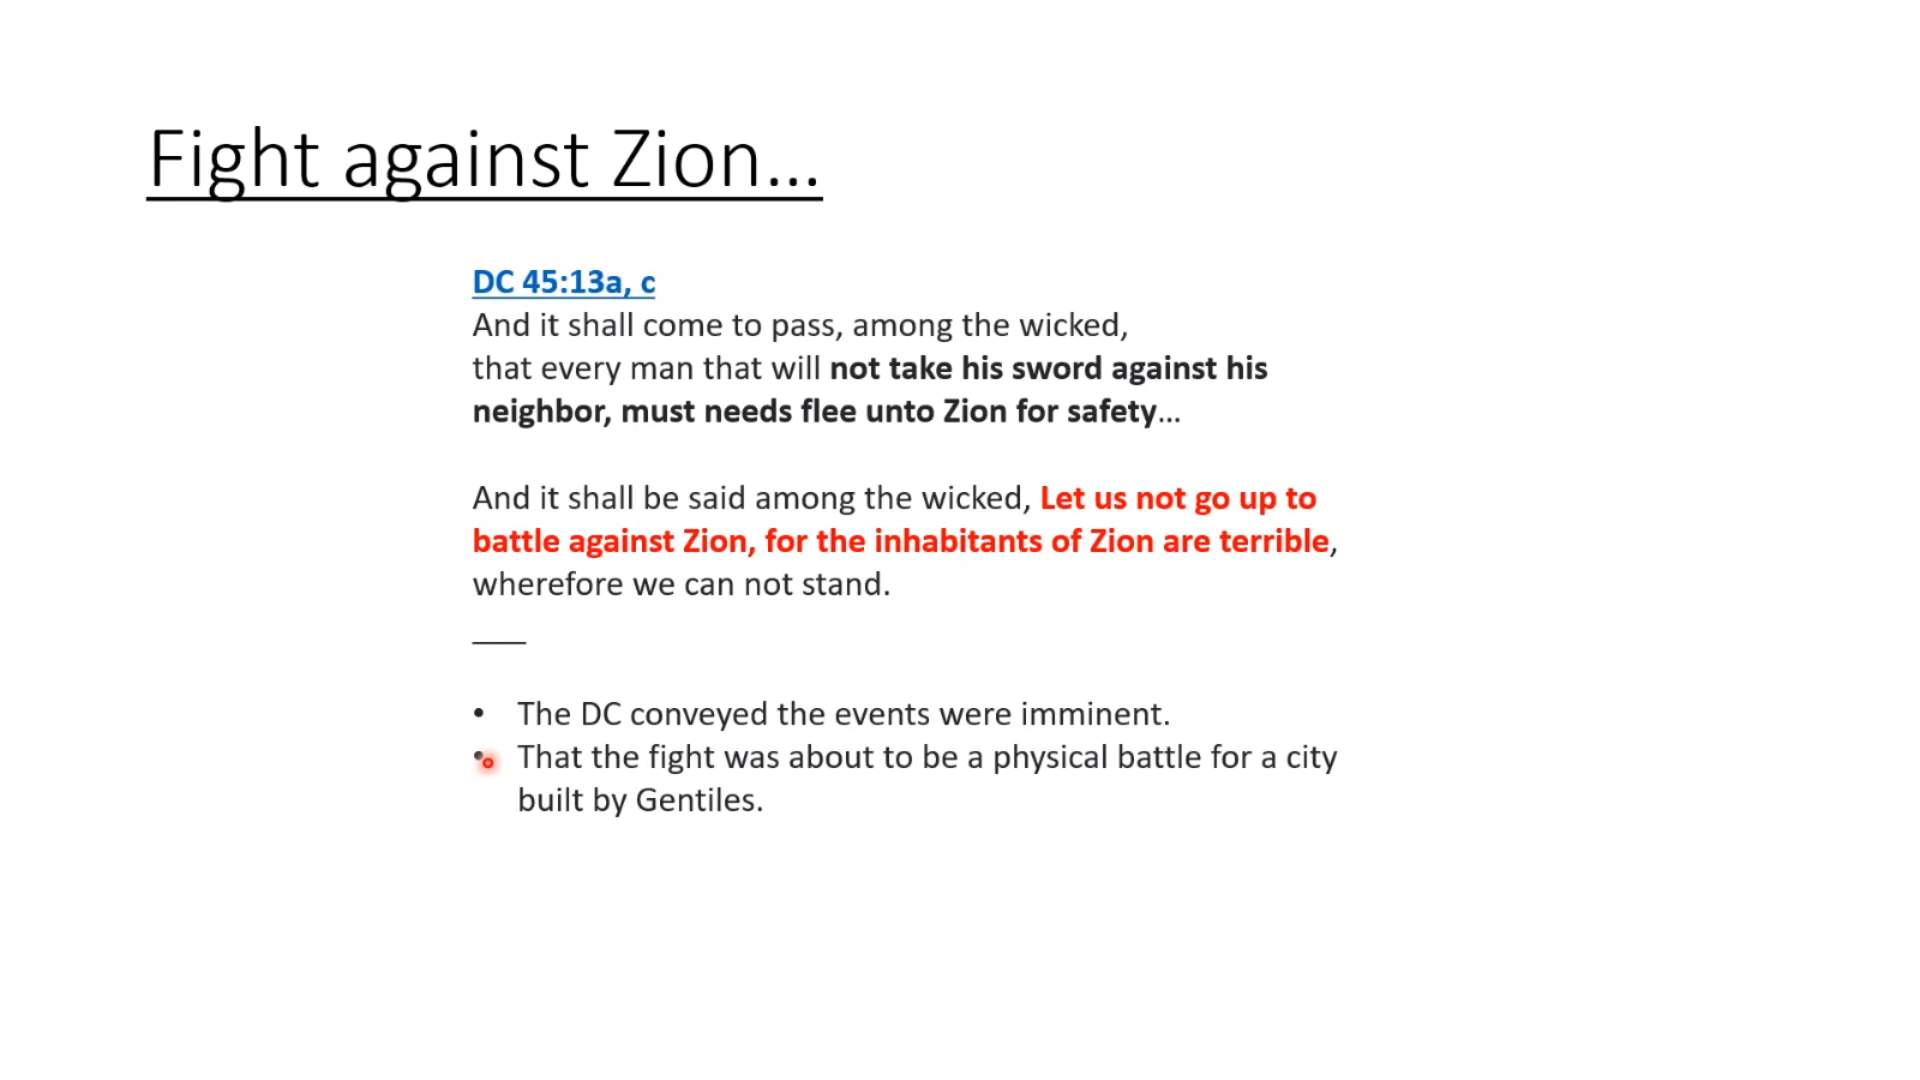 Fight against Zion...
DC 45:13a, c
And it shall come to pass, among the wicked,
that every man that will not take his sword against his
neighbor, must needs flee unto Zion for safety...
And it shall be said among the wicked, Let us not go up to
battle against Zion, for the inhabitants of Zion are terrible,
wherefore we can not stand.
___
• The DC conveyed the events were imminent.
• That the fight was about to be a physical battle for a city
built by Gentiles.